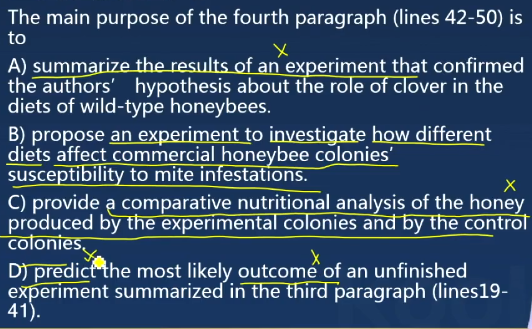 The main purpose of the fourth paragraph (lines 42-50) is
to
A) summarize the results of an experiment that confirmed
the authors' hypothesis about the role of clover in the
diets of wild-type honeybees.
B) propose an experiment to investigate how different
diets affect commercial honeybee colonies'
susceptibility to mite infestations.
C) provide a comparative nutritional analysis of the honey
produced by the experimental colonies and by the control
colonies.
D) predict the most likely outcome of an unfinished
experiment summarized in the third paragraph (lines19-
41).